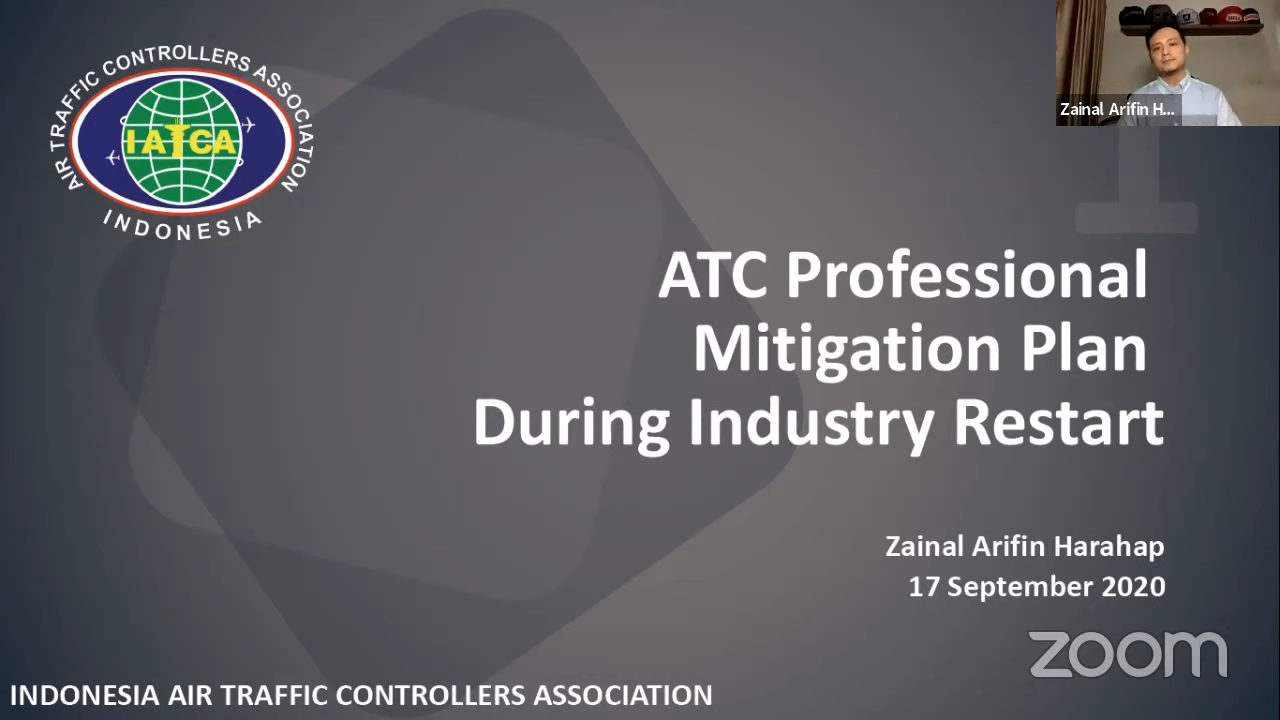 AIR TRAFFIC CONTROLLERS ASSOCIATION
IATCA
INDONESIA
Zainal Arifin H...
ATC Professional
Mitigation Plan
During Industry Restart
Zainal Arifin Harahap
17 September 2020
zoom
INDONESIA AIR TRAFFIC CONTROLLERS ASSOCIATION